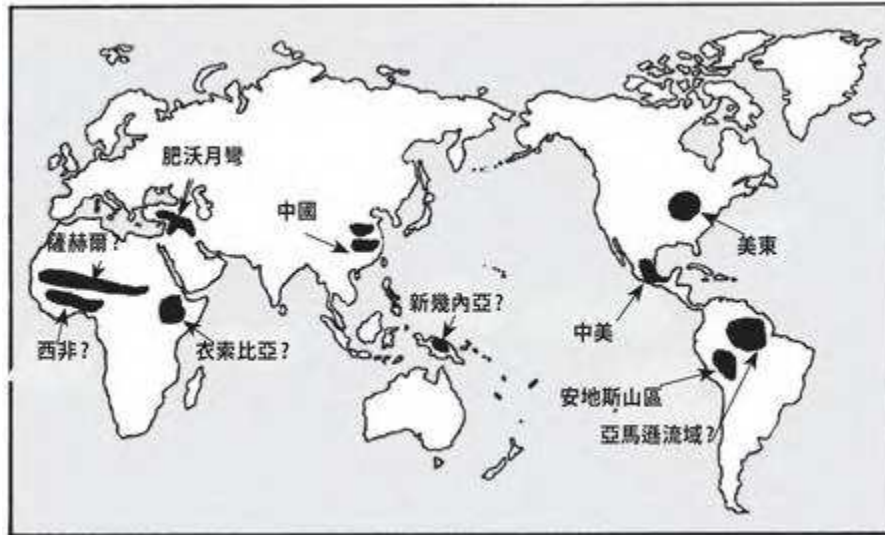 肥沃月彎
中國
薩赫爾?
西非?
衣索比亞?
新幾內亞?
美東
中美
安地斯山區
亞馬遜流域?